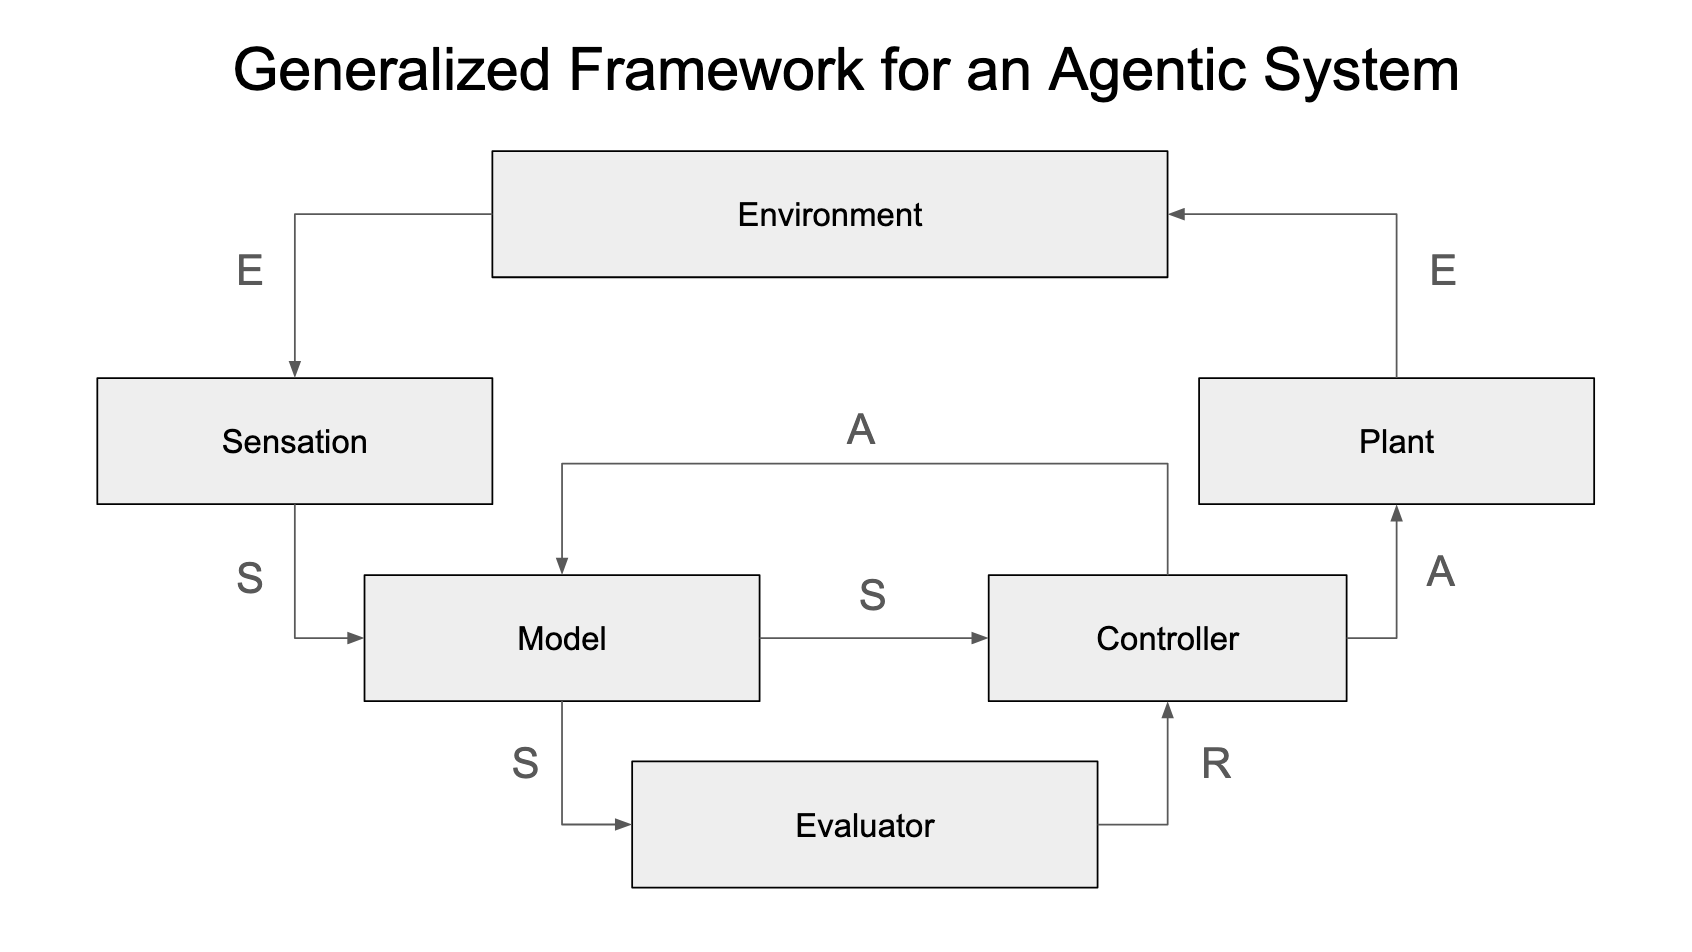 Generalized Framework for an Agentic System
Environment
E
E
Sensation
Plant
A
S
A
S
Model
Controller
S
R
Evaluator